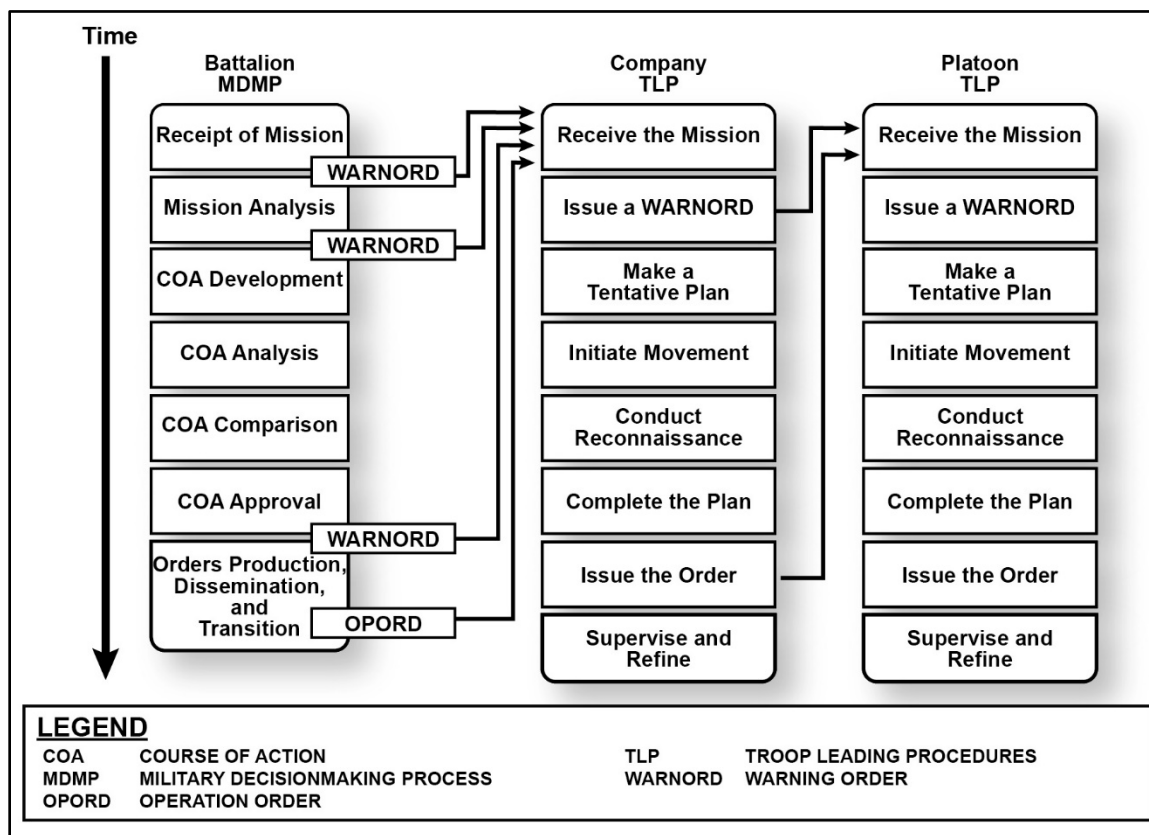 Time
Battalion
MDMP
Receipt of Mission
WARNORD
Mission Analysis
WARNORD
COA Development
COA Analysis
COA Comparison
COA Approval
WARNORD
Orders Production,
Dissemination,
and
Transition
OPORD
Company
TLP
Receive the Mission
Issue a WARNORD
Make a
Tentative Plan
Initiate Movement
Conduct
Reconnaissance
Complete the Plan
Issue the Order
Supervise and
Refine
Platoon
TLP
Receive the Mission
Issue a WARNORD
Make a
Tentative Plan
Initiate Movement
Conduct
Reconnaissance
Complete the Plan
Issue the Order
Supervise and
Refine
LEGEND
COA COURSE OF ACTION
MDMP MILITARY DECISIONMAKING PROCESS
OPORD OPERATION ORDER
TLP TROOP LEADING PROCEDURES
WARNORD WARNING ORDER